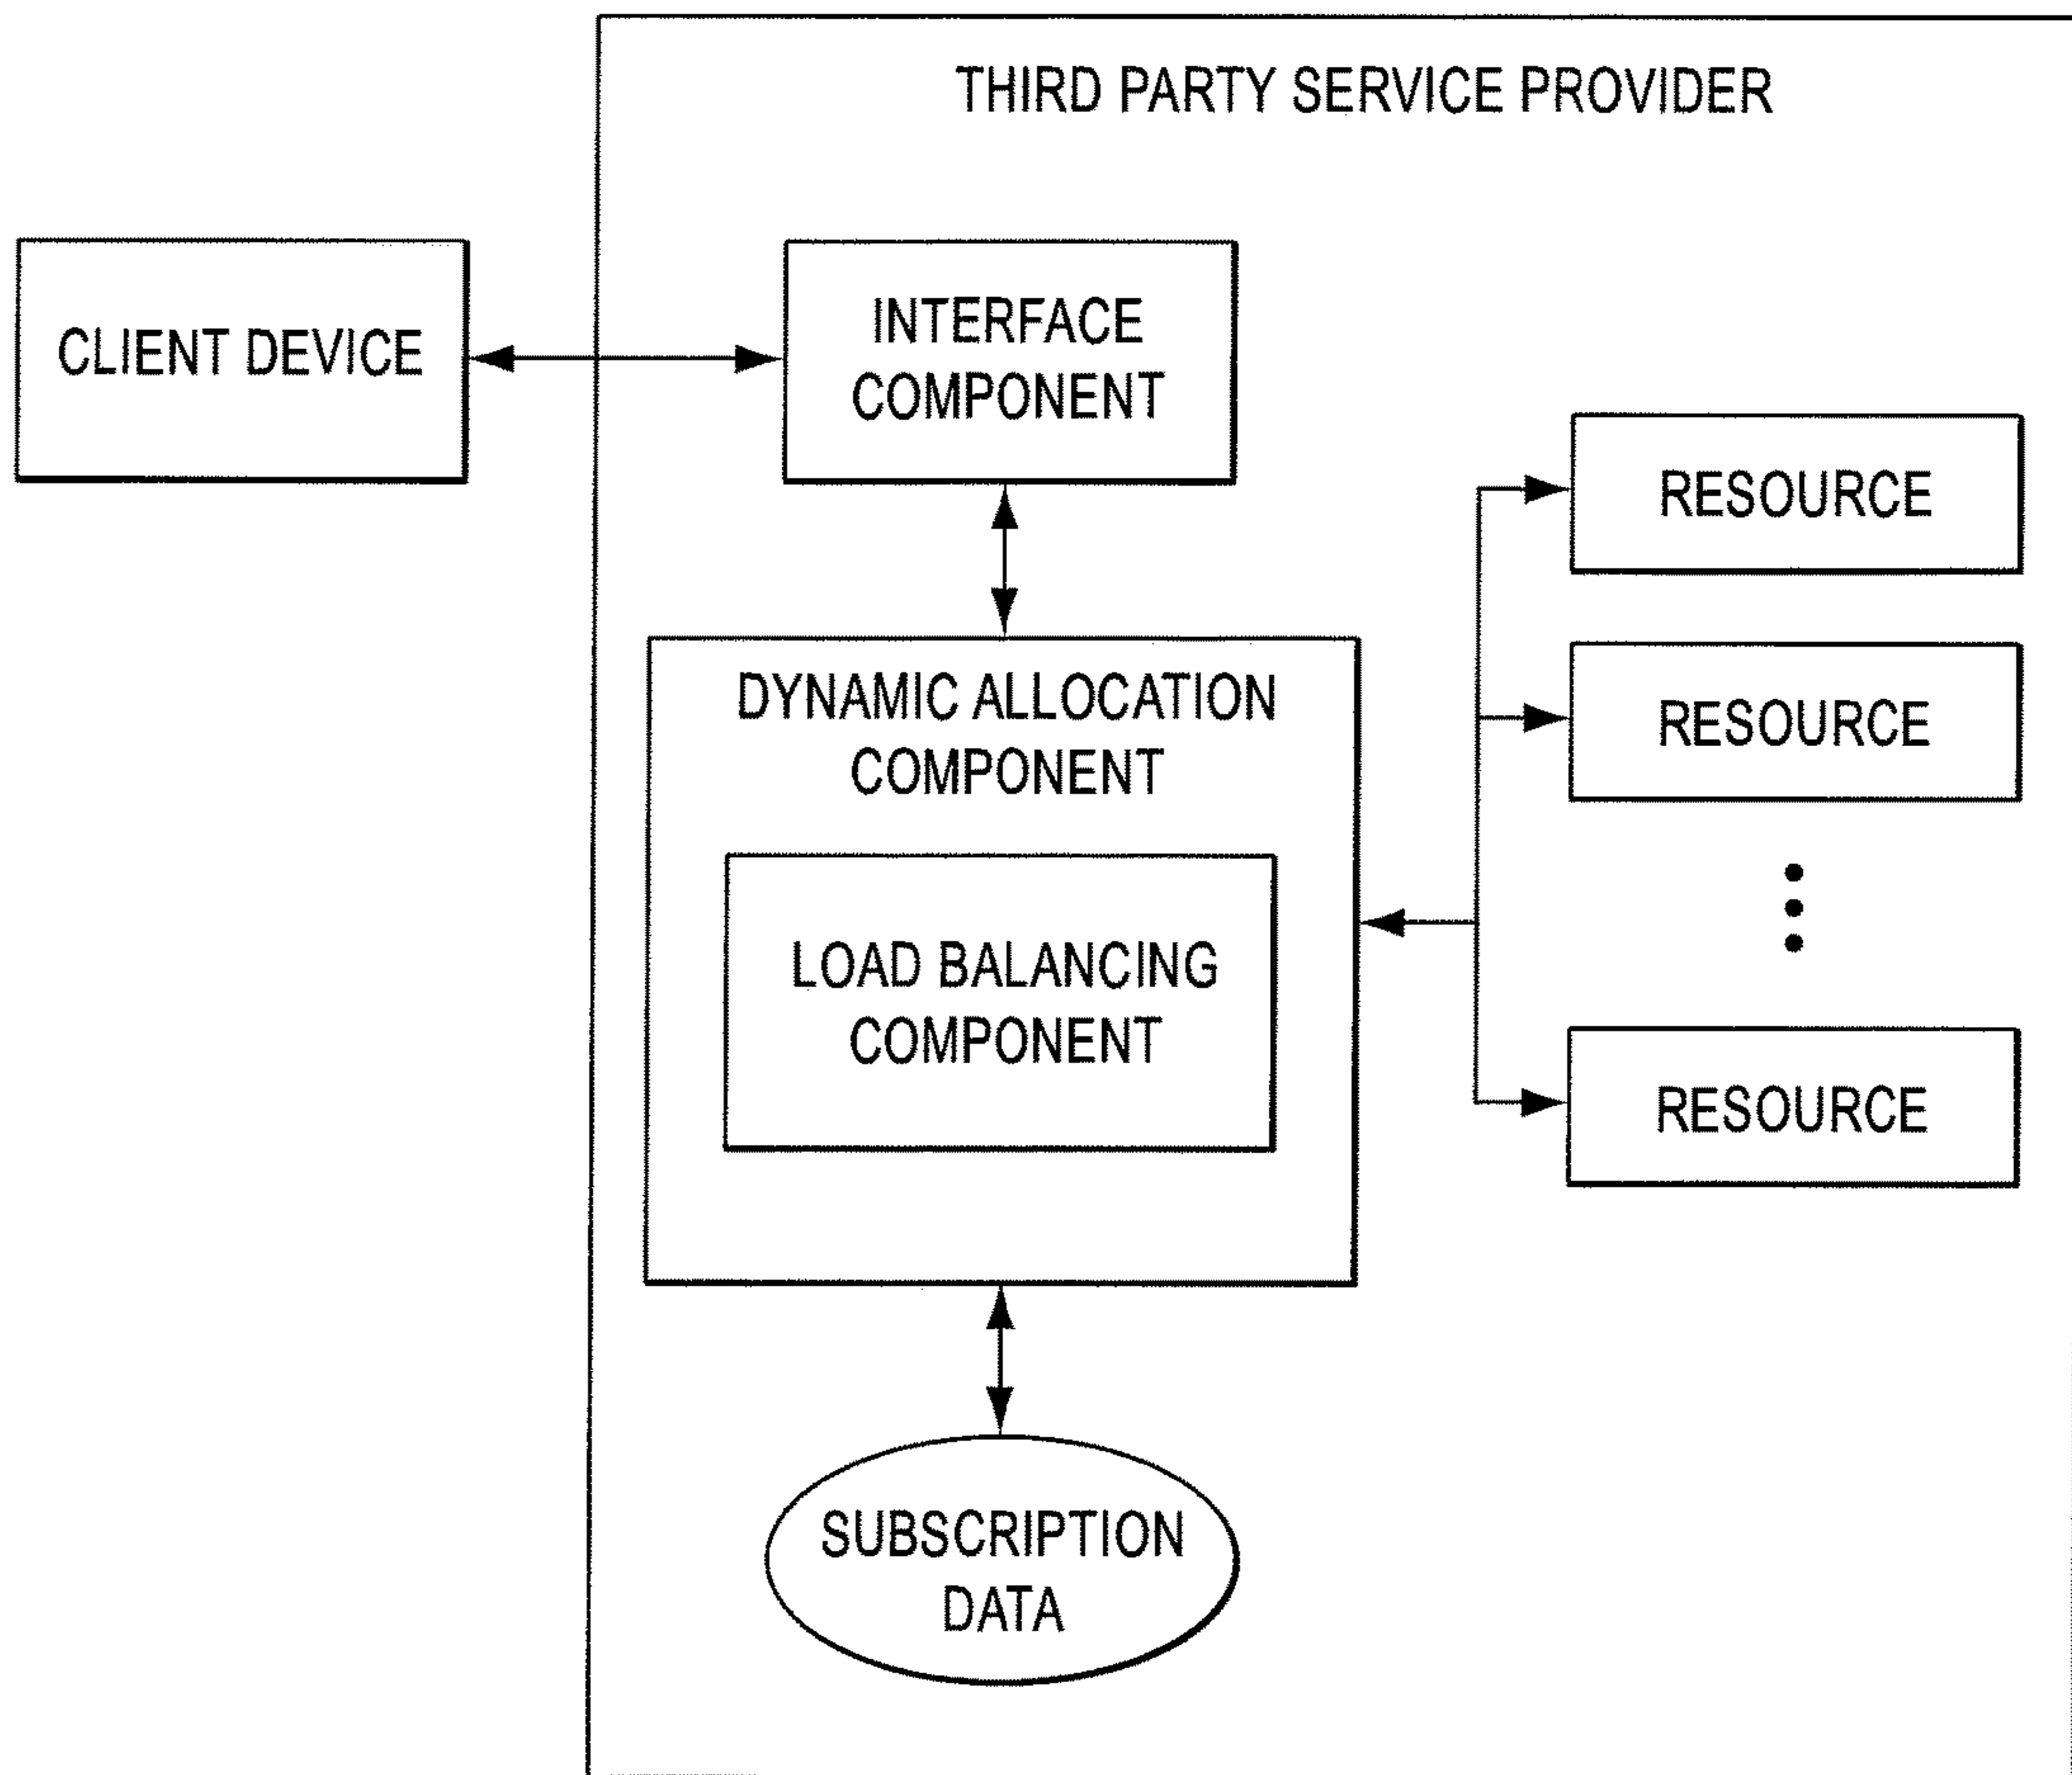 THIRD PARTY SERVICE PROVIDER
CLIENT DEVICE
INTERFACE
COMPONENT
RESOURCE
DYNAMIC ALLOCATION
COMPONENT
RESOURCE
LOAD BALANCING
COMPONENT
RESOURCE
SUBSCRIPTION
DATA